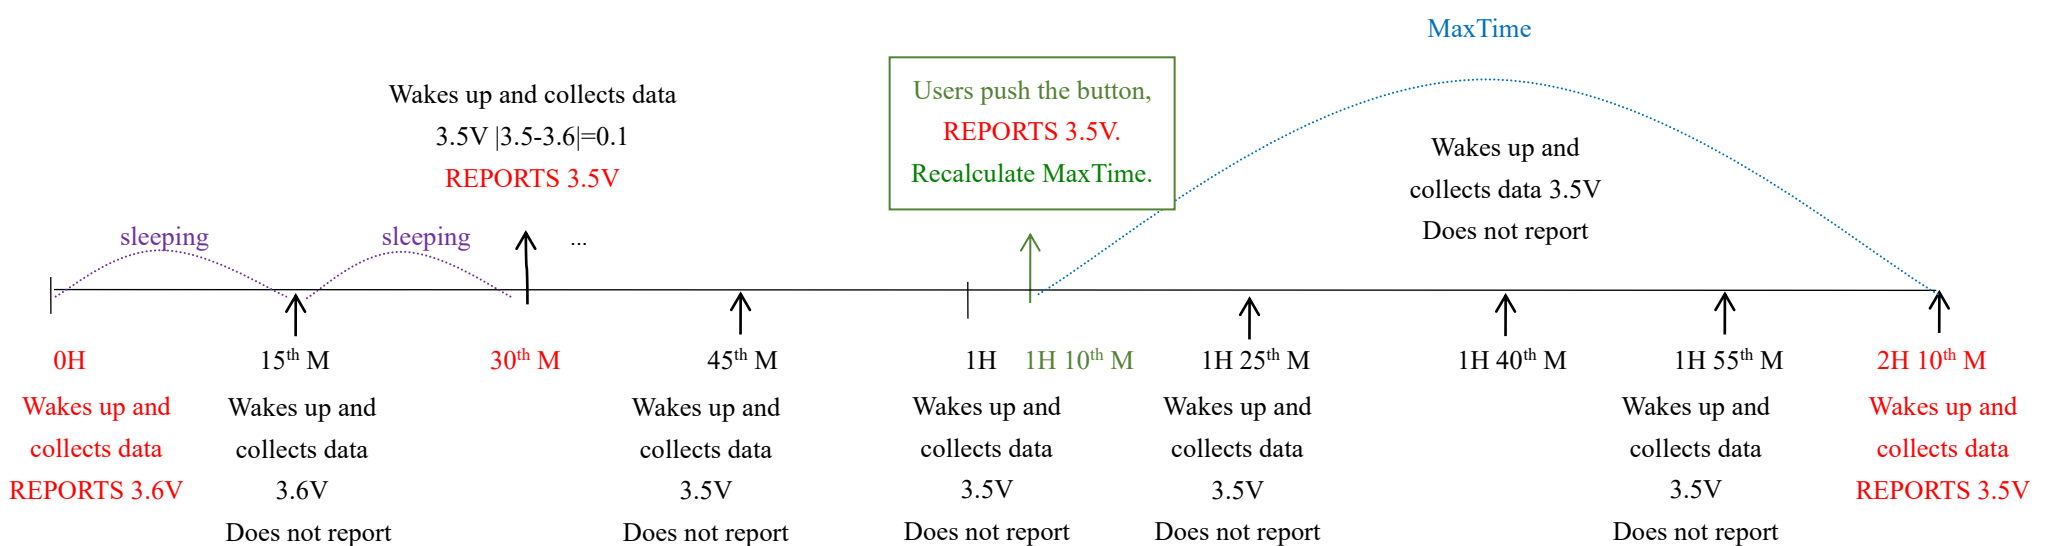 MaxTime
Wakes up and collects data
3.5V |3.5-3.6|=0.1
REPORTS 3.5V
Users push the button,
REPORTS 3.5V.
Recalculate MaxTime.
Wakes up and
collects data 3.5V
Does not report
sleeping
sleeping
...
0H
Wakes up and
collects data
REPORTS 3.6V
15th M
Wakes up and
collects data
3.6V
Does not report
30th M
45th M
Wakes up and
collects data
3.5V
Does not report
1H
Wakes up and
collects data
3.5V
Does not report
1H 10th M
1H 25th M
Wakes up and
collects data
3.5V
Does not report
1H 40th M
1H 55th M
Wakes up and
collects data
3.5V
Does not report
2H 10th M
Wakes up and
collects data
REPORTS 3.5V